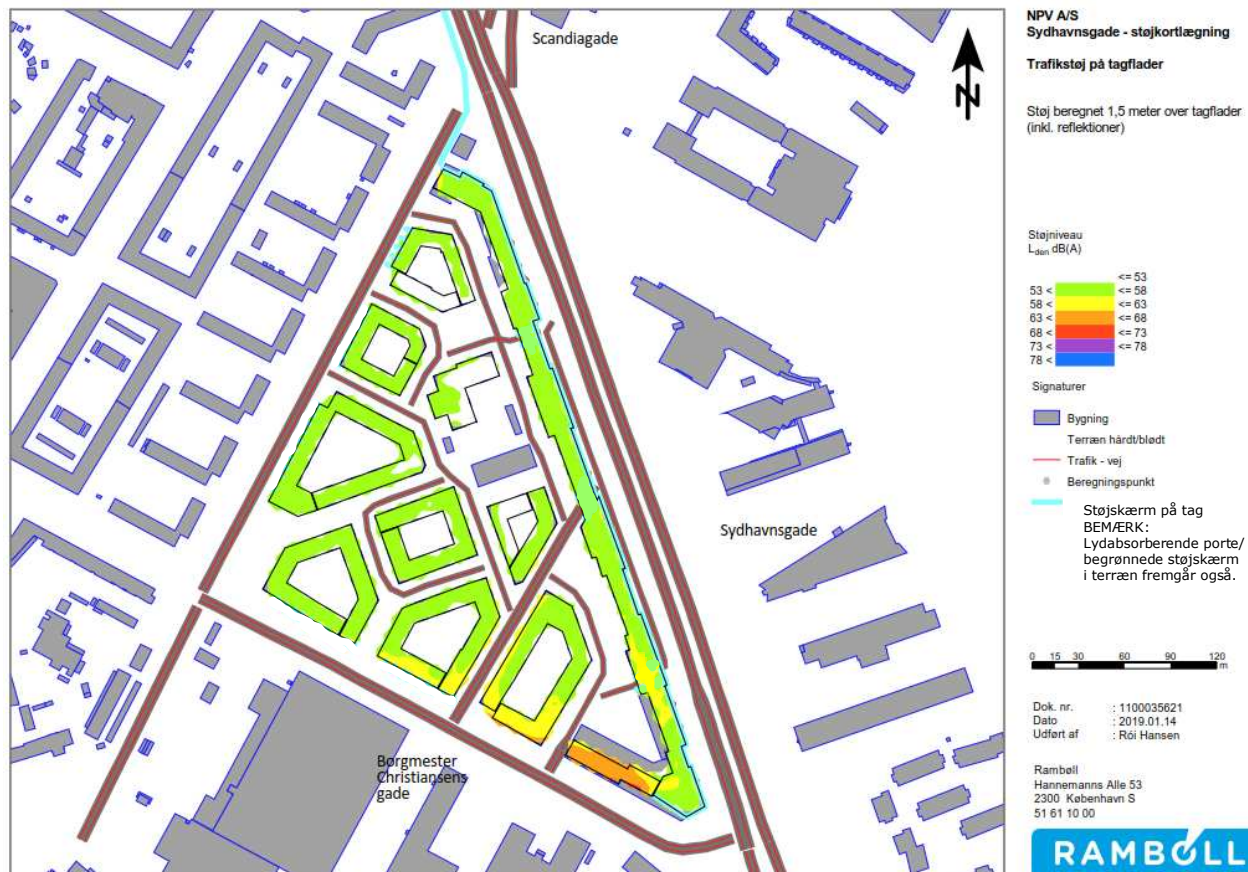 Scandiagade
Sydhavnsgade
Borgmester
Christiansens
gade
N
NPV A/S
Sydhavnsgade - støjkortlægning
Trafikstøj på tagflader
Støj beregnet 1,5 meter over tagflader
(inkl. reflektioner)
Støjniveau
Lden dB(A)
<= 53
53 < <= 58
58 < <= 63
63 < <= 68
68 < <= 73
73 < <= 78
78 <
Signaturer
Bygning
Terræn hårdt/blødt
Trafik - vej
Beregningspunkt
Støjskærm på tag
BEMÆRK:
Lydabsorberende porte/
begrønnede støjskærm
i terræn fremgår også.
0 15 30 60 90 120
m
Dok. nr. : 1100035621
Dato : 2019.01.14
Udført af : Rói Hansen
Rambøll
Hannemanns Alle 53
2300 København S
51 61 10 00
RAMBOLL